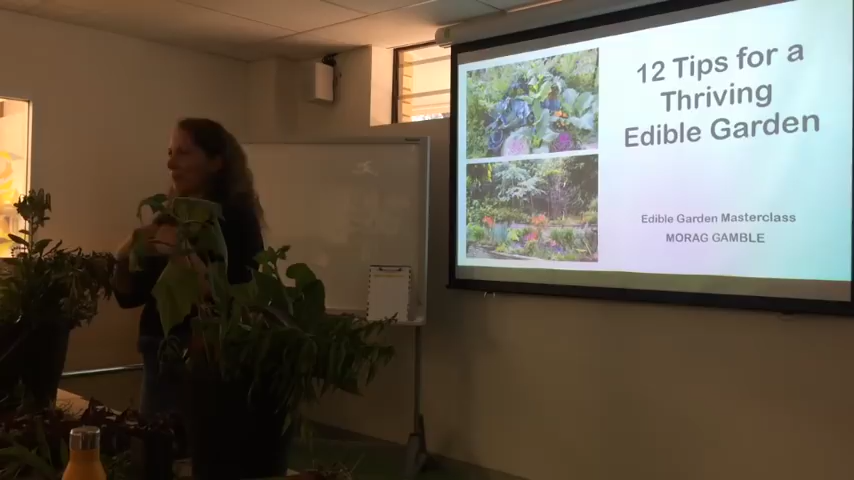 12 Tips for a
Thriving
Edible Garden
Edible Garden Masterclass
MORAG GAMBLE